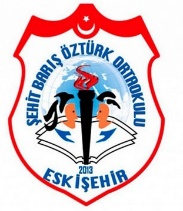 ŞEHİT BARIŞ ÖZTÜRK ORTAOKULU
2013
ESKİŞEHİR